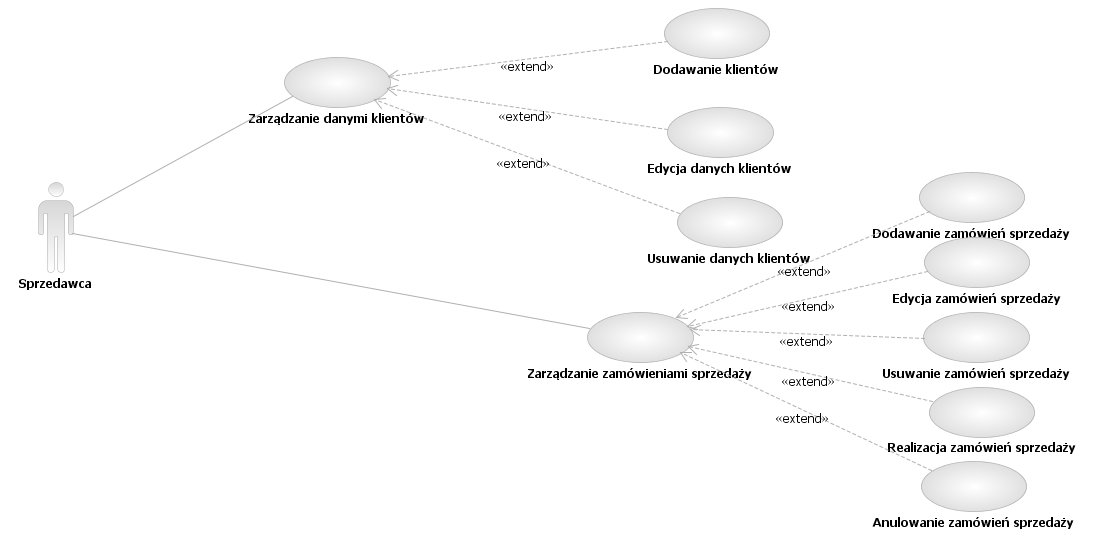 Dodawanie klientów
«extend»
Zarządzanie danymi klientów
«extend»
Edycja danych klientów
«extend»
Usuwanie danych klientów
Sprzedawca
Dodawanie zamówień sprzedaży
«extend»
Edycja zamówień sprzedaży
«extend»
«extend»
Zarządzanie zamówieniami sprzedaży
Usuwanie zamówień sprzedaży
«extend»
«extend»
Realizacja zamówień sprzedaży
Anulowanie zamówień sprzedaży